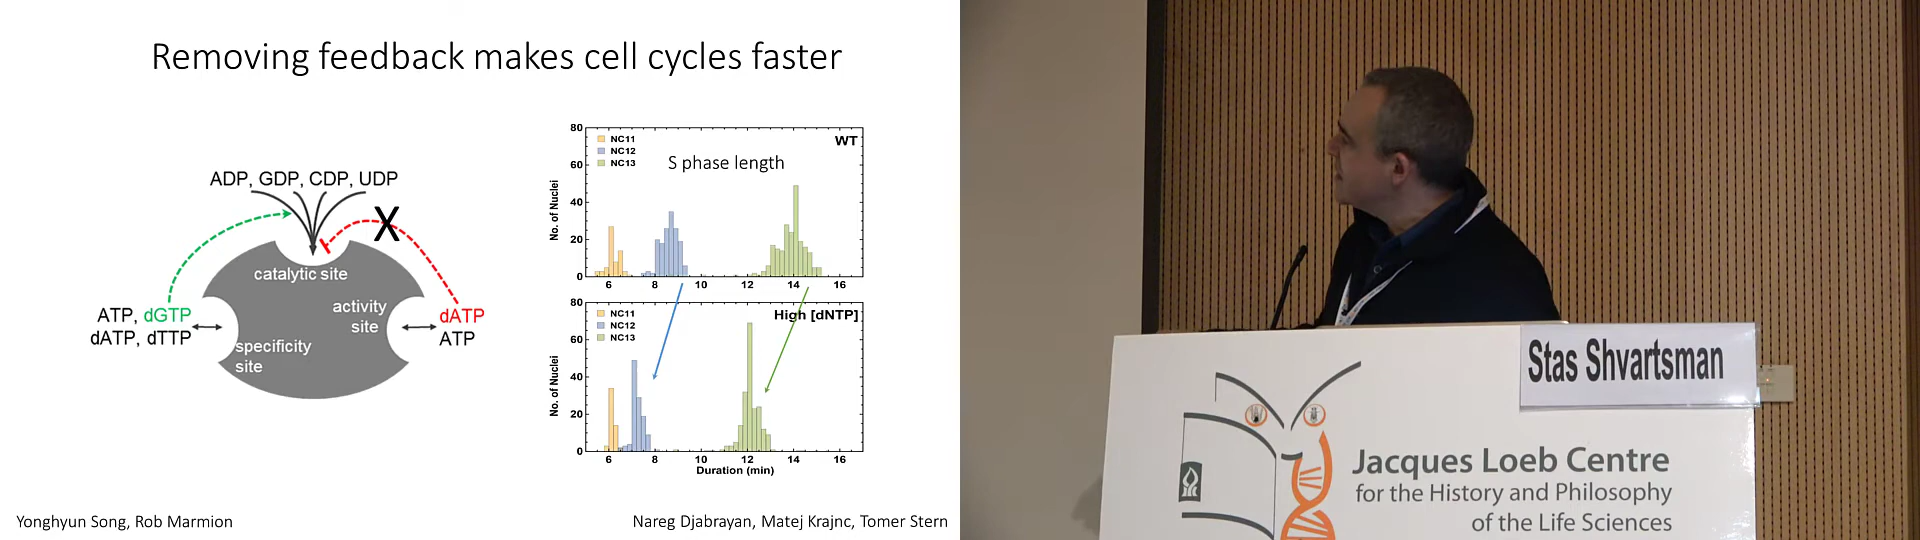 Removing feedback makes cell cycles faster
ADP, GDP, CDP, UDP
X
catalytic site
activity
site
specificity
site
ATP, dGTP
dATP, dTTP
dATP
ATP
80
60
40
20
0
No. of Nuclei
NC11
NC12
NC13
WT
S phase length
6 8 10 12 14 16
80
60
40
20
0
No. of Nuclei
NC11
NC12
NC13
High [dNTP]
6 8 10 12 14 16
Duration (min)
Yonghyun Song, Rob Marmion
Nareg Djabrayan, Matej Krajnc, Tomer Stern
Stas Shvartsman
Jacques Loeb Centre
for the History and Philosophy
of the Life Sciences